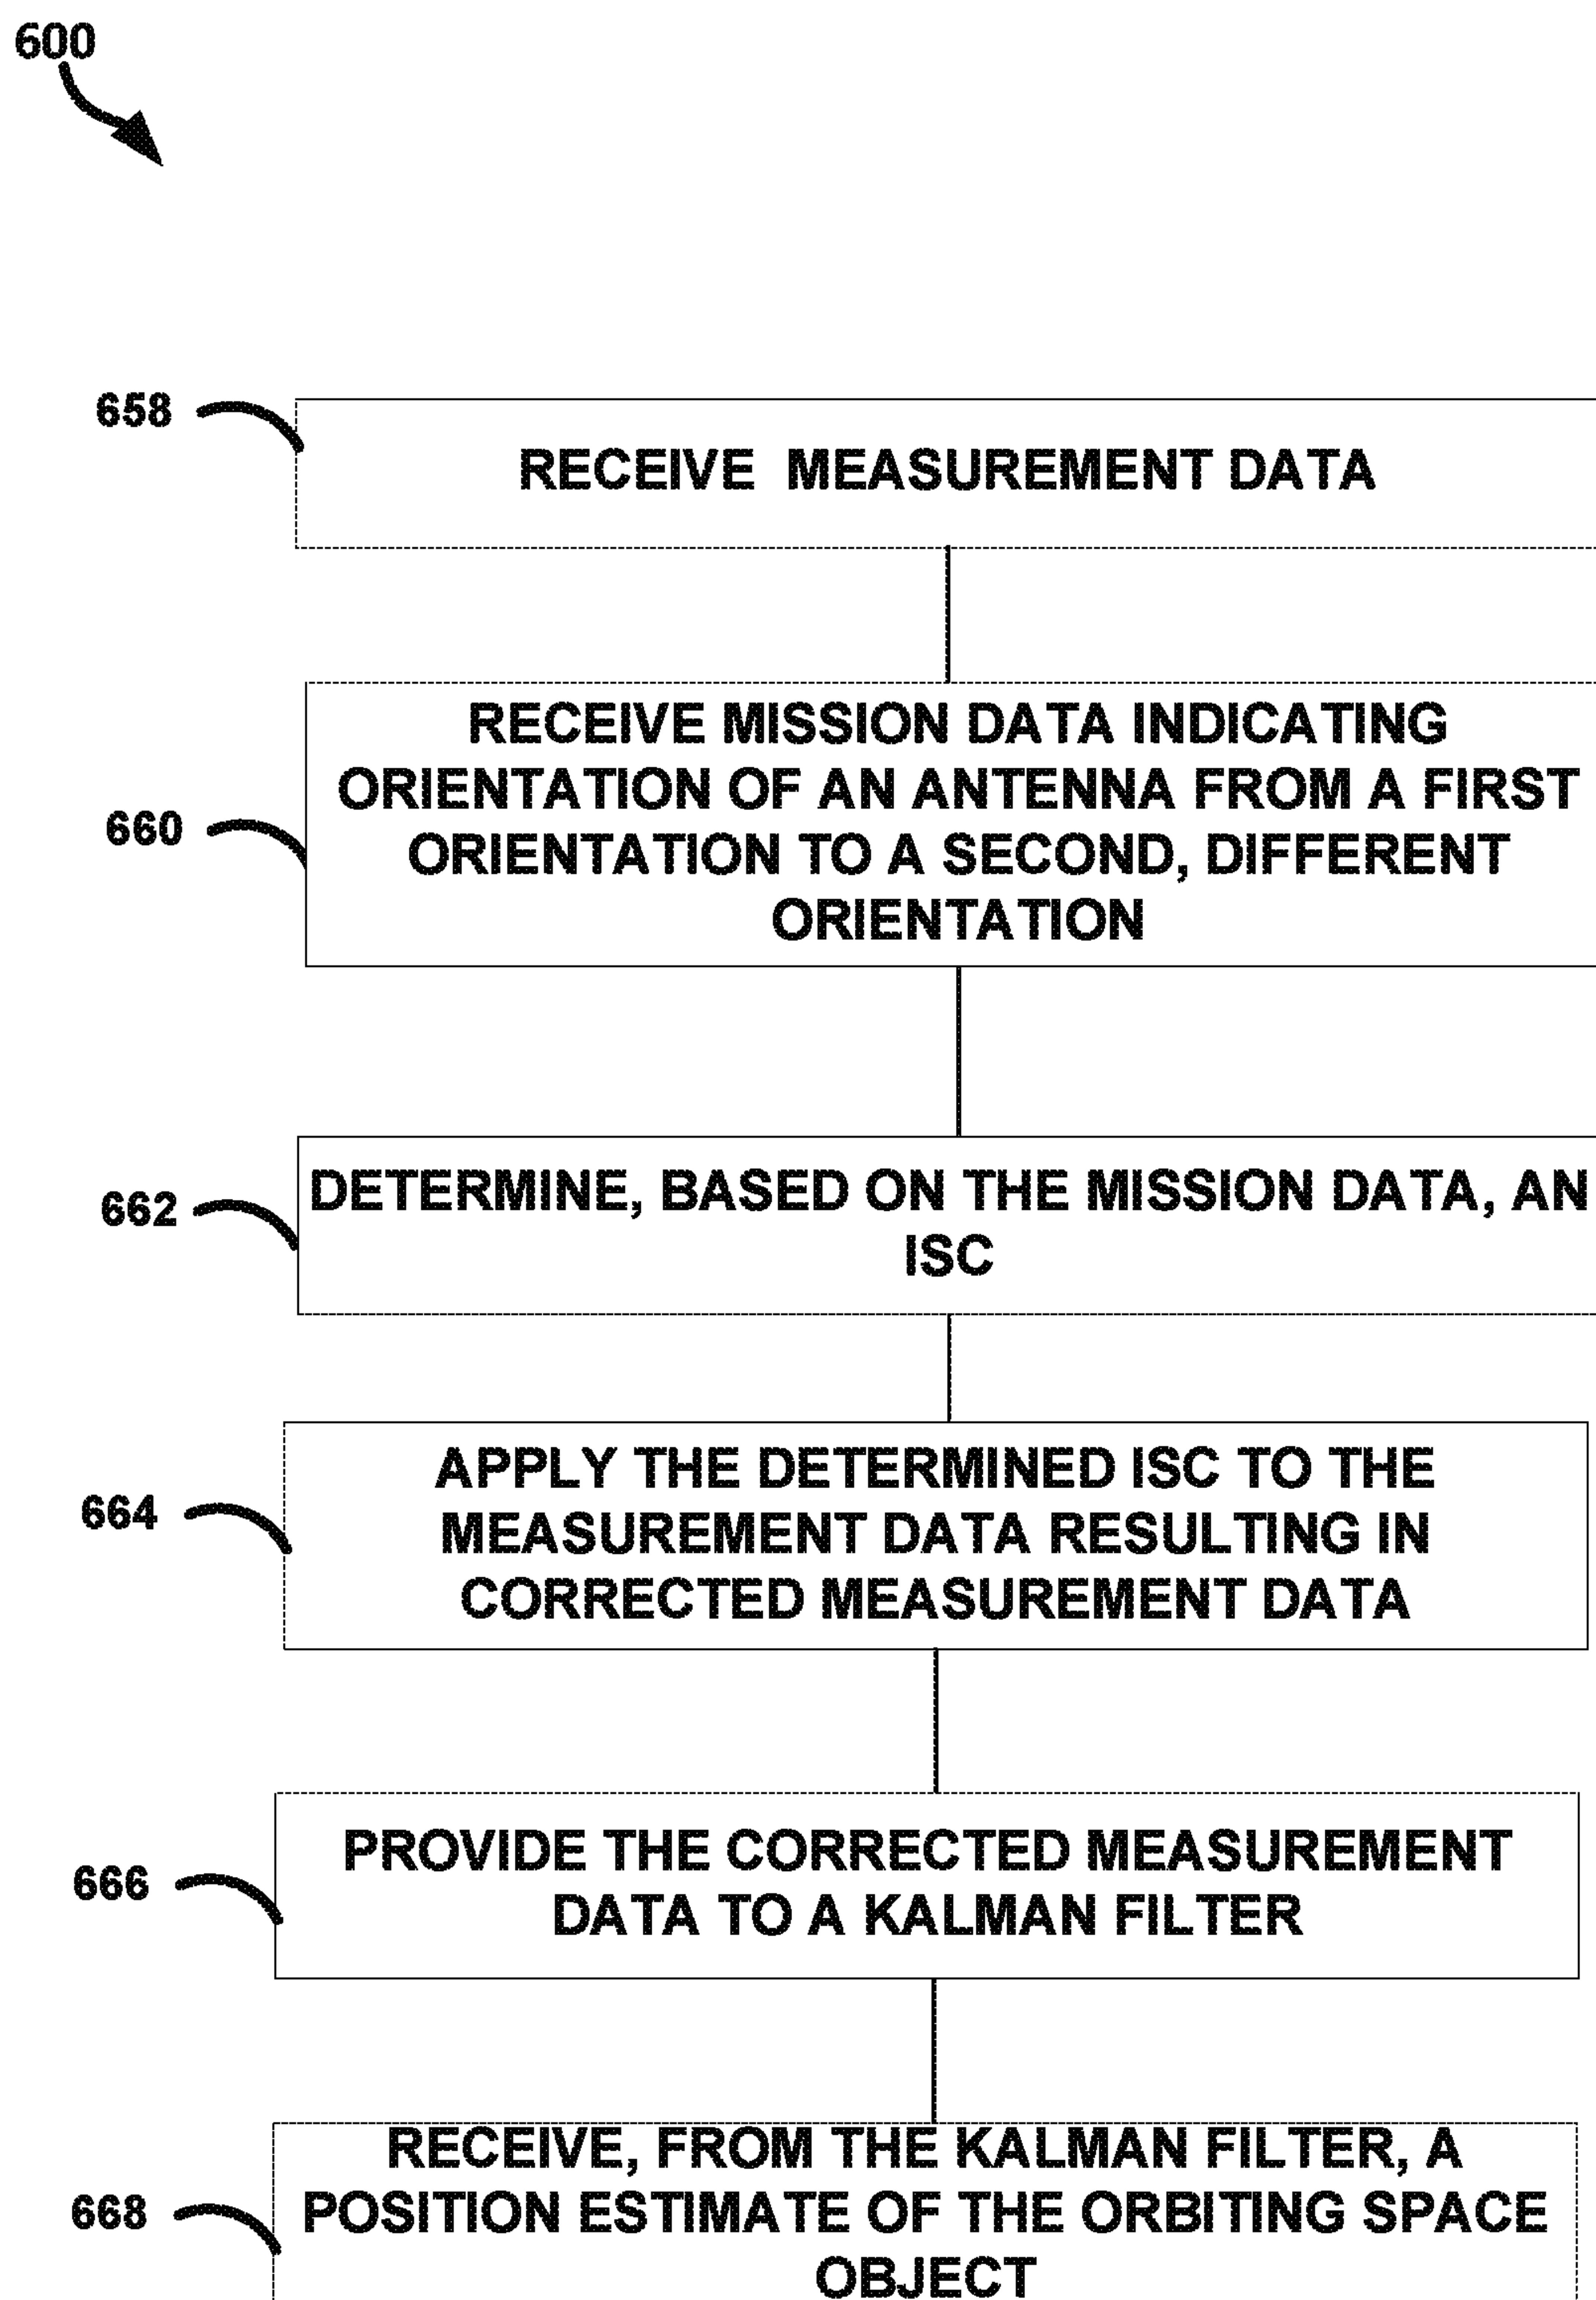 600
658
RECEIVE MEASUREMENT DATA
RECEIVE MISSION DATA INDICATING
ORIENTATION OF AN ANTENNA FROM A FIRST
660
ORIENTATION TO A SECOND, DIFFERENT
ORIENTATION
662
DETERMINE, BASED ON THE MISSION DATA, AN
ISC
664
APPLY THE DETERMINED ISC TO THE
MEASUREMENT DATA RESULTING IN
CORRECTED MEASUREMENT DATA
666
PROVIDE THE CORRECTED MEASUREMENT
DATA TO A KALMAN FILTER
668
RECEIVE, FROM THE KALMAN FILTER, A
POSITION ESTIMATE OF THE ORBITING SPACE
OBJECT